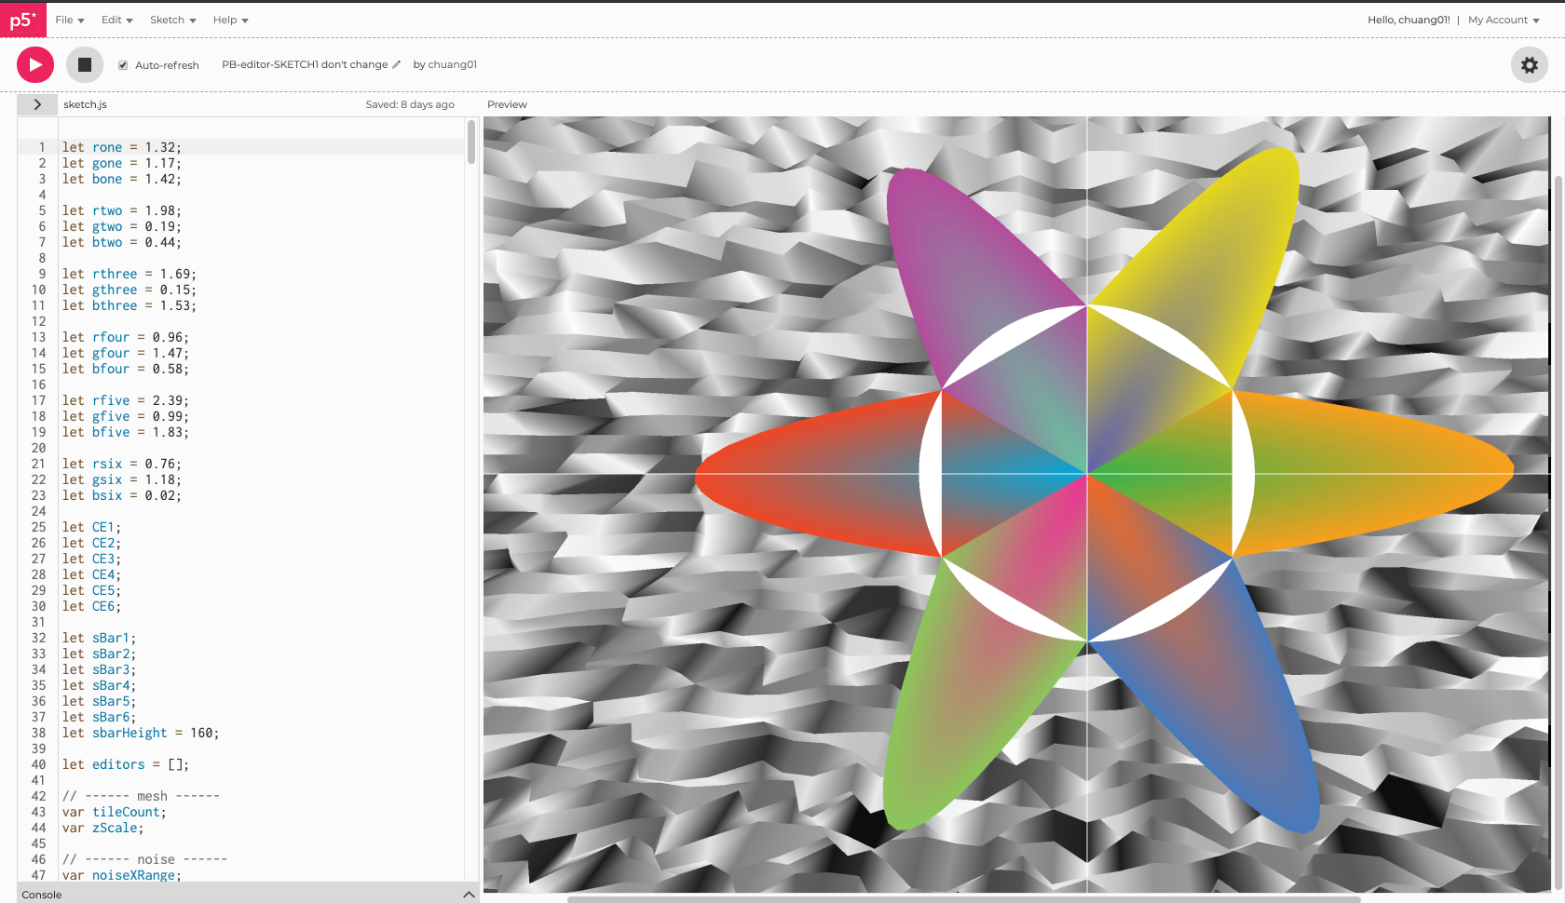 p5* File Edit Sketch Help Hello, chuang01! | My Account
Auto-refresh PB-editor-SKETCH1 don't change by chuang01
sketch.js Saved: 8 days ago Preview
1 let rone = 1.32;
2 let gone = 1.17;
3 let bone = 1.42;
4
5 let rtwo = 1.98;
6 let gtwo = 0.19;
7 let btwo = 0.44;
8
9 let rthree = 1.69;
10 let gthree = 0.15;
11 let bthree = 1.53;
12
13 let rfour = 0.96;
14 let gfour = 1.47;
15 let bfour = 0.58;
16
17 let rfive = 2.39;
18 let gfive = 0.99;
19 let bfive = 1.83;
20
21 let rsix = 0.76;
22 let gsix = 1.18;
23 let bsix = 0.02;
24
25 let CE1;
26 let CE2;
27 let CE3;
28 let CE4;
29 let CE5;
30 let CE6;
31
32 let sBar1;
33 let sBar2;
34 let sBar3;
35 let sBar4;
36 let sBar5;
37 let sBar6;
38 let sbarHeight = 160;
39
40 let editors = [];
41
42 // ------ mesh ------
43 var tileCount;
44 var zScale;
45
46 // ------ noise ------
47 var noiseXRange;
Console